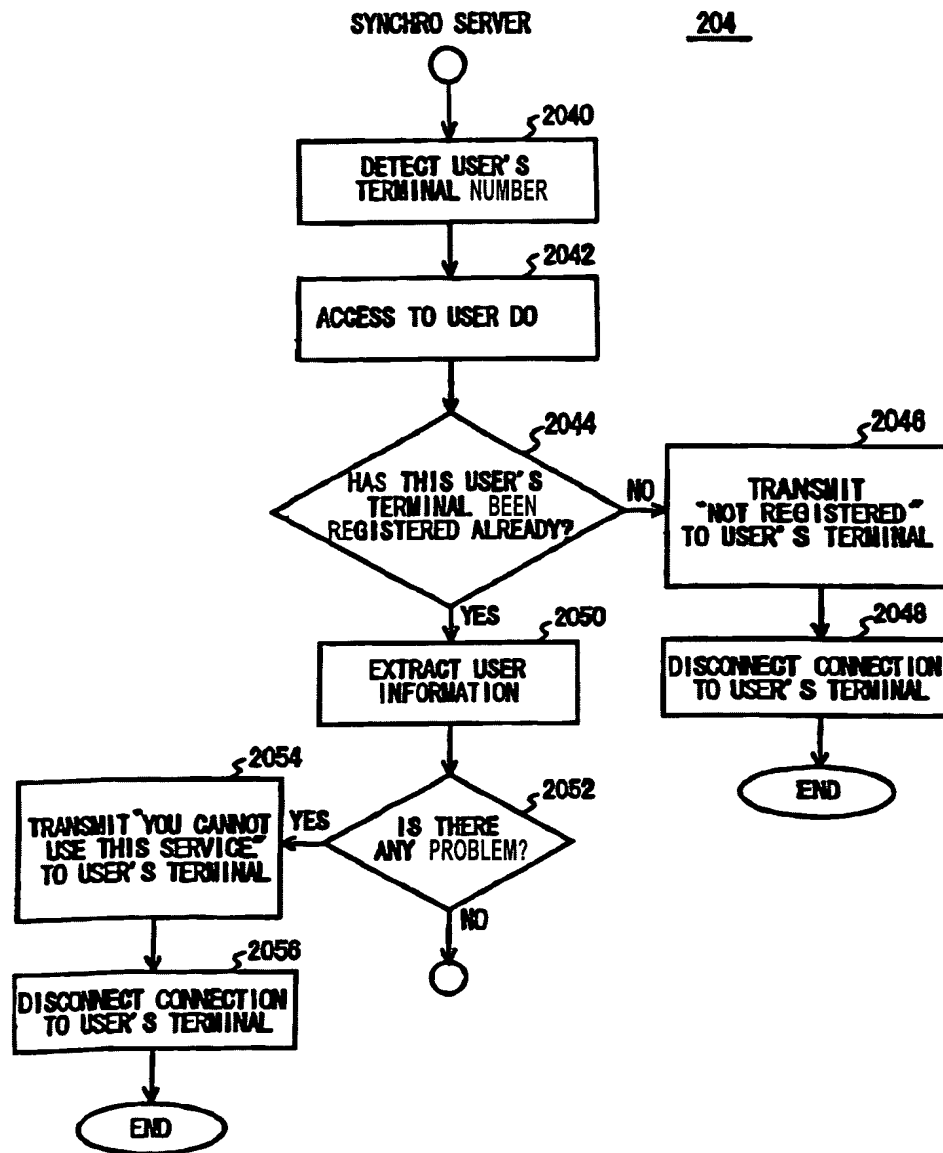 SYNCHRO SERVER
204
2040
DETECT USER'S
TERMINAL NUMBER
2042
ACCESS TO USER DO
2044
HAS THIS USER'S
TERMINAL BEEN
REGISTERED ALREADY?
NO
2046
TRANSMIT
"NOT REGISTERED"
TO USER'S TERMINAL
YES
2050
EXTRACT USER
INFORMATION
2048
DISCONNECT CONNECTION
TO USER'S TERMINAL
END
2054
TRANSMIT "YOU CANNOT
USE THIS SERVICE"
TO USER'S TERMINAL
YES
2052
IS THERE
ANY PROBLEM?
NO
2056
DISCONNECT CONNECTION
TO USER'S TERMINAL
END